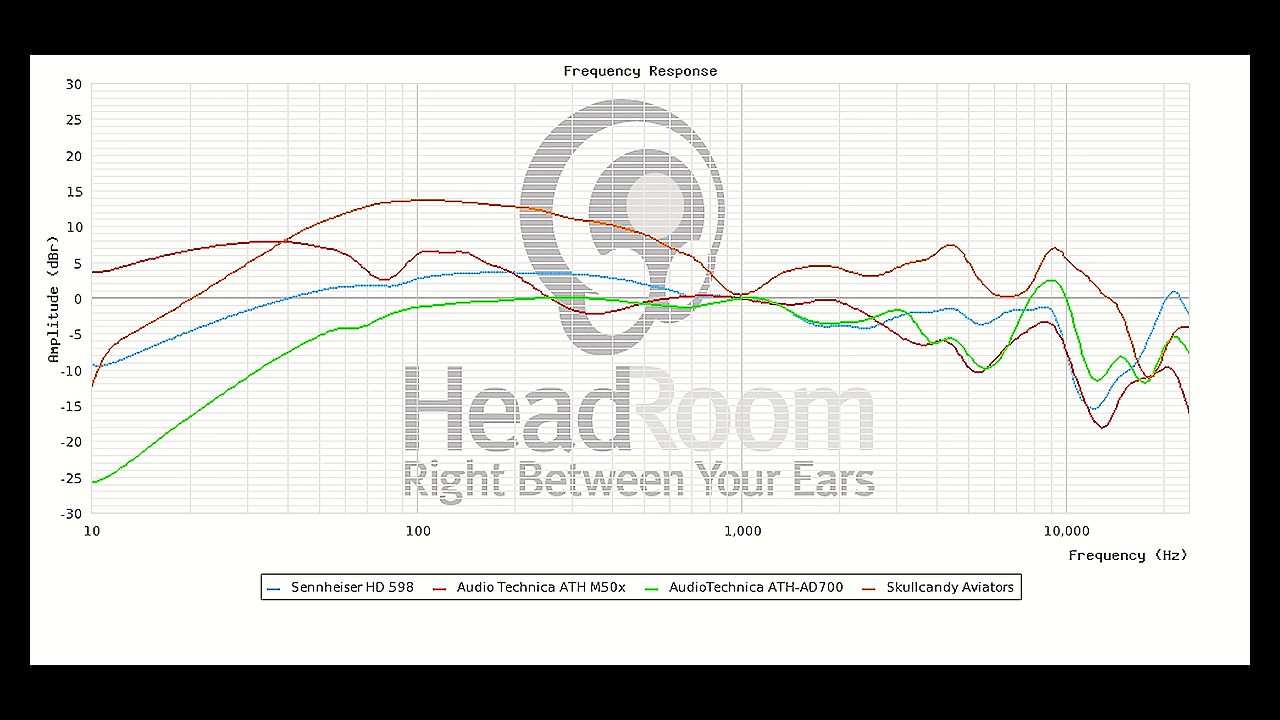 Frequency Response
30
25
20
15
10
5
0
-5
-10
-15
-20
-25
-30
Amplitude (dBr)
HeadRoom
Right Between Your Ears
10 100 1,000 10,000
Frequency (Hz)
Sennheiser HD 598 Audio Technica ATH M50x AudioTechnica ATH-AD700 Skullcandy Aviators